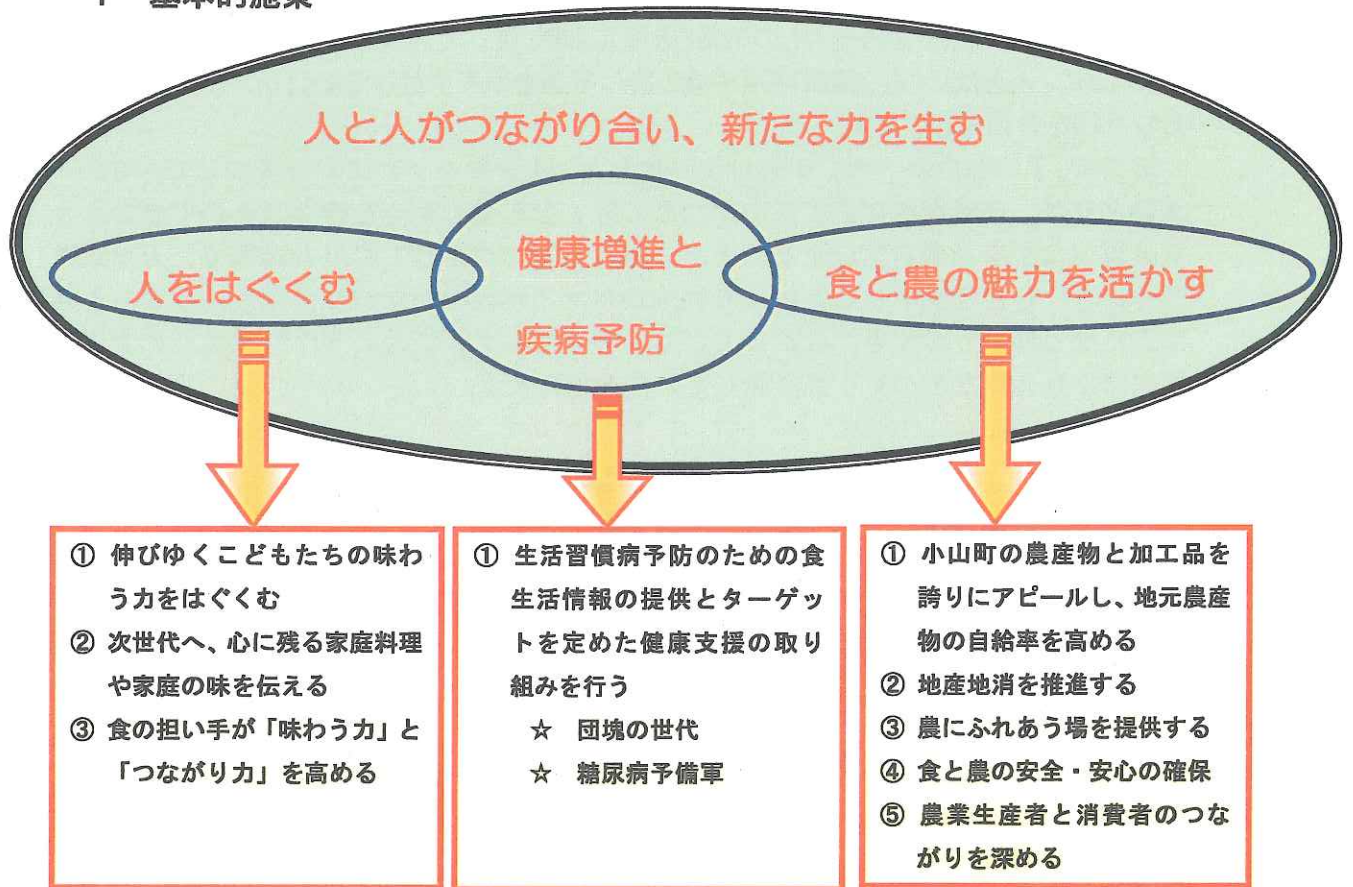 基本的施策
人と人がつながり合い、新たな力を生む
人をはぐくむ
健康増進と
疾病予防
食と農の魅力を活かす
① 伸びゆくこどもたちの味わ
う力をはぐくむ
② 次世代へ、心に残る家庭料理
や家庭の味を伝える
③ 食の担い手が「味わう力」と
「つながり力」を高める
① 生活習慣病予防のための食
生活情報の提供とターゲッ
トを定めた健康支援の取り
組みを行う
☆ 団塊の世代
☆ 糖尿病予備軍
① 小山町の農産物と加工品を
誇りにアピールし、地元農産
物の自給率を高める
② 地産地消を推進する
③ 農にふれあう場を提供する
④ 食と農の安全・安心の確保
⑤ 農業生産者と消費者のつな
がりを深める